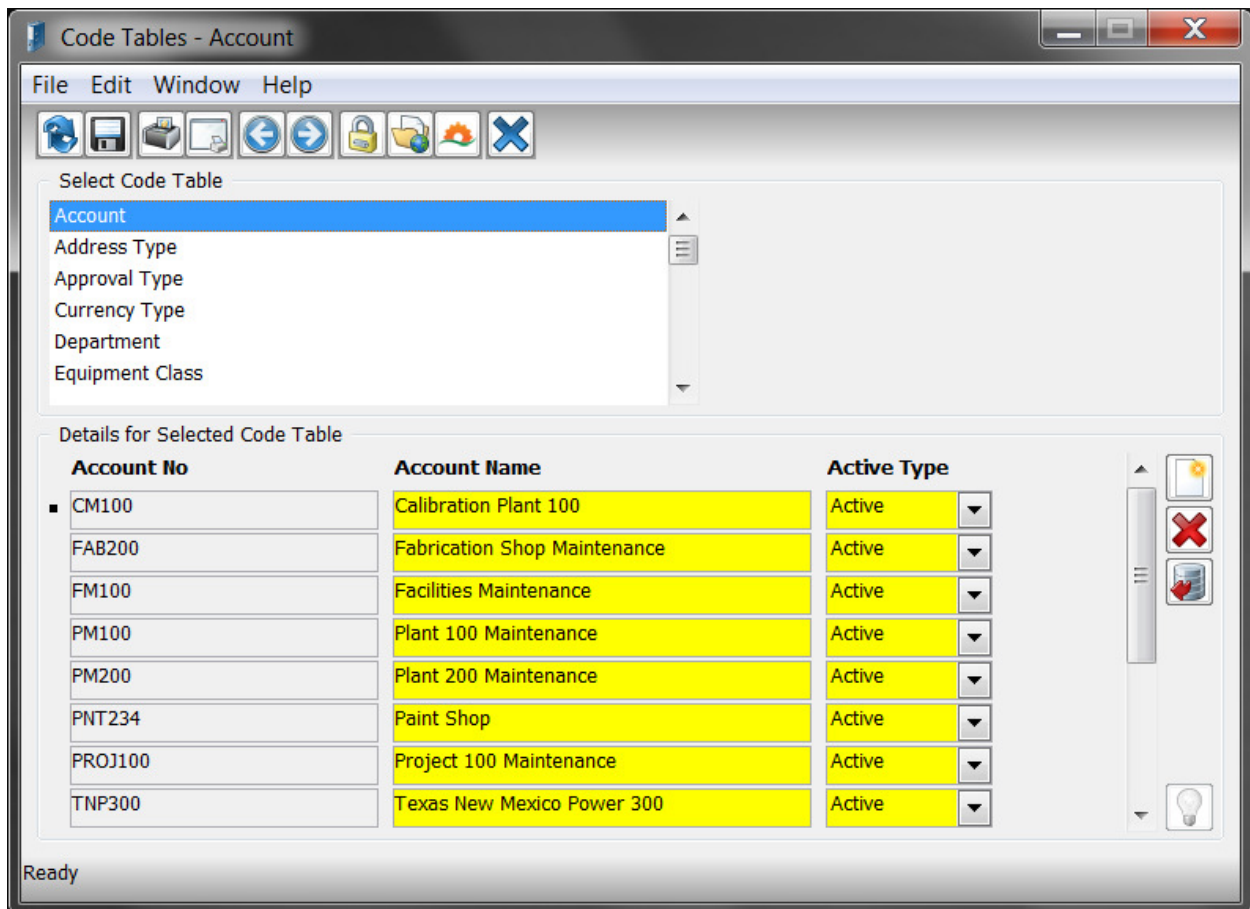 Code Tables - Account
File Edit Window Help
Select Code Table
Account
Address Type
Approval Type
Currency Type
Department
Equipment Class
Details for Selected Code Table
Account No Account Name Active Type
CM100 Calibration Plant 100 Active
FAB200 Fabrication Shop Maintenance Active
FM100 Facilities Maintenance Active
PM100 Plant 100 Maintenance Active
PM200 Plant 200 Maintenance Active
PNT234 Paint Shop Active
PROJ100 Project 100 Maintenance Active
TNP300 Texas New Mexico Power 300 Active
Ready